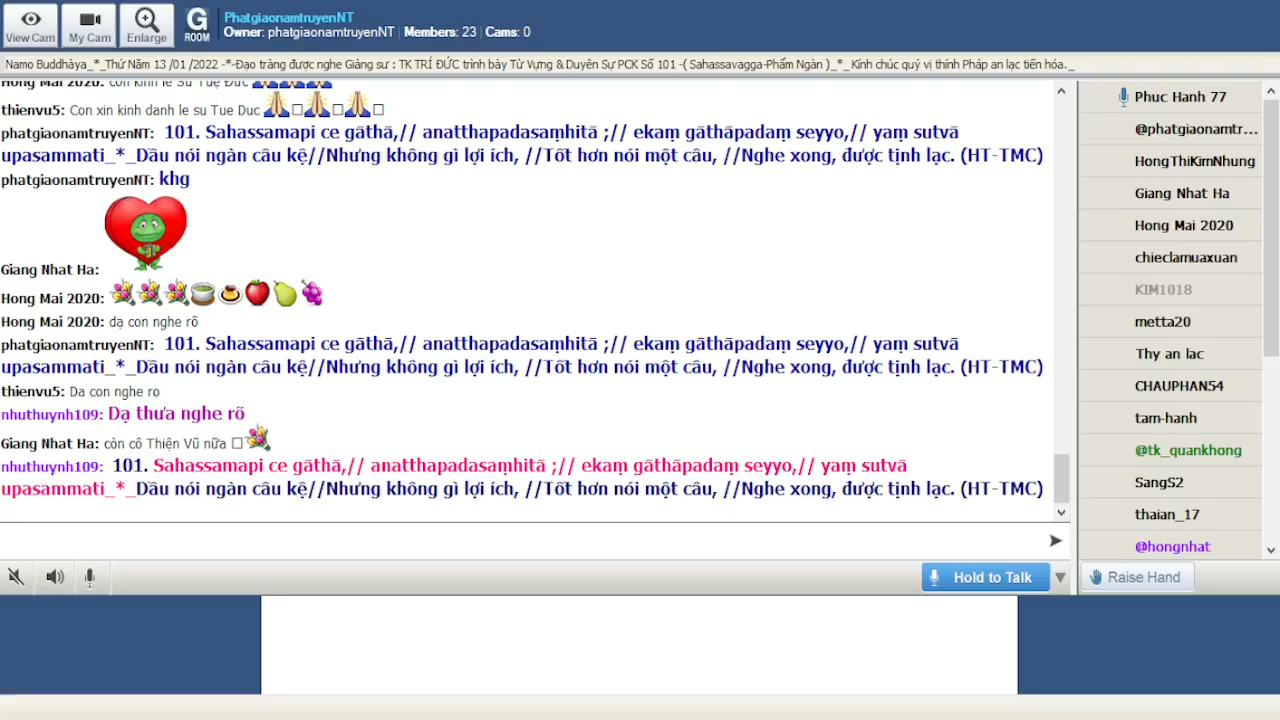 View Cam
My Cam
Enlarge
G
ROOM
PhatgiaonamtruyenNT
Owner: phatgiaonamtruyenNT | Members: 23 | Cams: 0
Namo Buddhàya_*_Thứ Năm 13 /01 /2022 -*-Đạo tràng được nghe Giảng sư : TK TRÍ ĐỨC trình bày Từ Vựng & Duyên Sự PCK Số 101 -( Sahassavagga-Phẩm Ngàn )_*_ Kính chúc quý vị thính Pháp an lạc tiến hóa._
Hong Mai 2020: con kính lễ Sư Tuệ Đức
thienvu5: Con xin kinh danh le su Tue Duc
phatgiaonamtruyenNT: 101. Sahassamapi ce gāthā,// anatthapadasaṃhitā ;// ekaṃ gāthāpadaṃ seyyo,// yaṃ sutvā
upasammati_*_Dầu nói ngàn câu kệ//Nhưng không gì lợi ích, //Tốt hơn nói một câu, //Nghe xong, được tịnh lạc. (HT-TMC)
phatgiaonamtruyenNT: khg
Giang Nhat Ha:
Hong Mai 2020:
Hong Mai 2020: dạ con nghe rõ
phatgiaonamtruyenNT: 101. Sahassamapi ce gāthā,// anatthapadasaṃhitā ;// ekaṃ gāthāpadaṃ seyyo,// yaṃ sutvā
upasammati_*_Dầu nói ngàn câu kệ//Nhưng không gì lợi ích, //Tốt hơn nói một câu, //Nghe xong, được tịnh lạc. (HT-TMC)
thienvu5: Da con nghe ro
nhuthuynh109: Dạ thưa nghe rõ
Giang Nhat Ha: còn cô Thiện Vũ nữa
nhuthuynh109: 101. Sahassamapi ce gāthā,// anatthapadasaṃhitā ;// ekaṃ gāthāpadaṃ seyyo,// yaṃ sutvā
upasammati_*_Dầu nói ngàn câu kệ//Nhưng không gì lợi ích, //Tốt hơn nói một câu, //Nghe xong, được tịnh lạc. (HT-TMC)
Hold to Talk
Phuc Hanh 77
@phatgiaonamtr...
HongThiKimNhung
Giang Nhat Ha
Hong Mai 2020
chieclamuaxuan
KIM1018
metta20
Thy an lac
CHAUPHAN54
tam-hanh
@tk_quankhong
SangS2
thaian_17
@hongnhat
Raise Hand